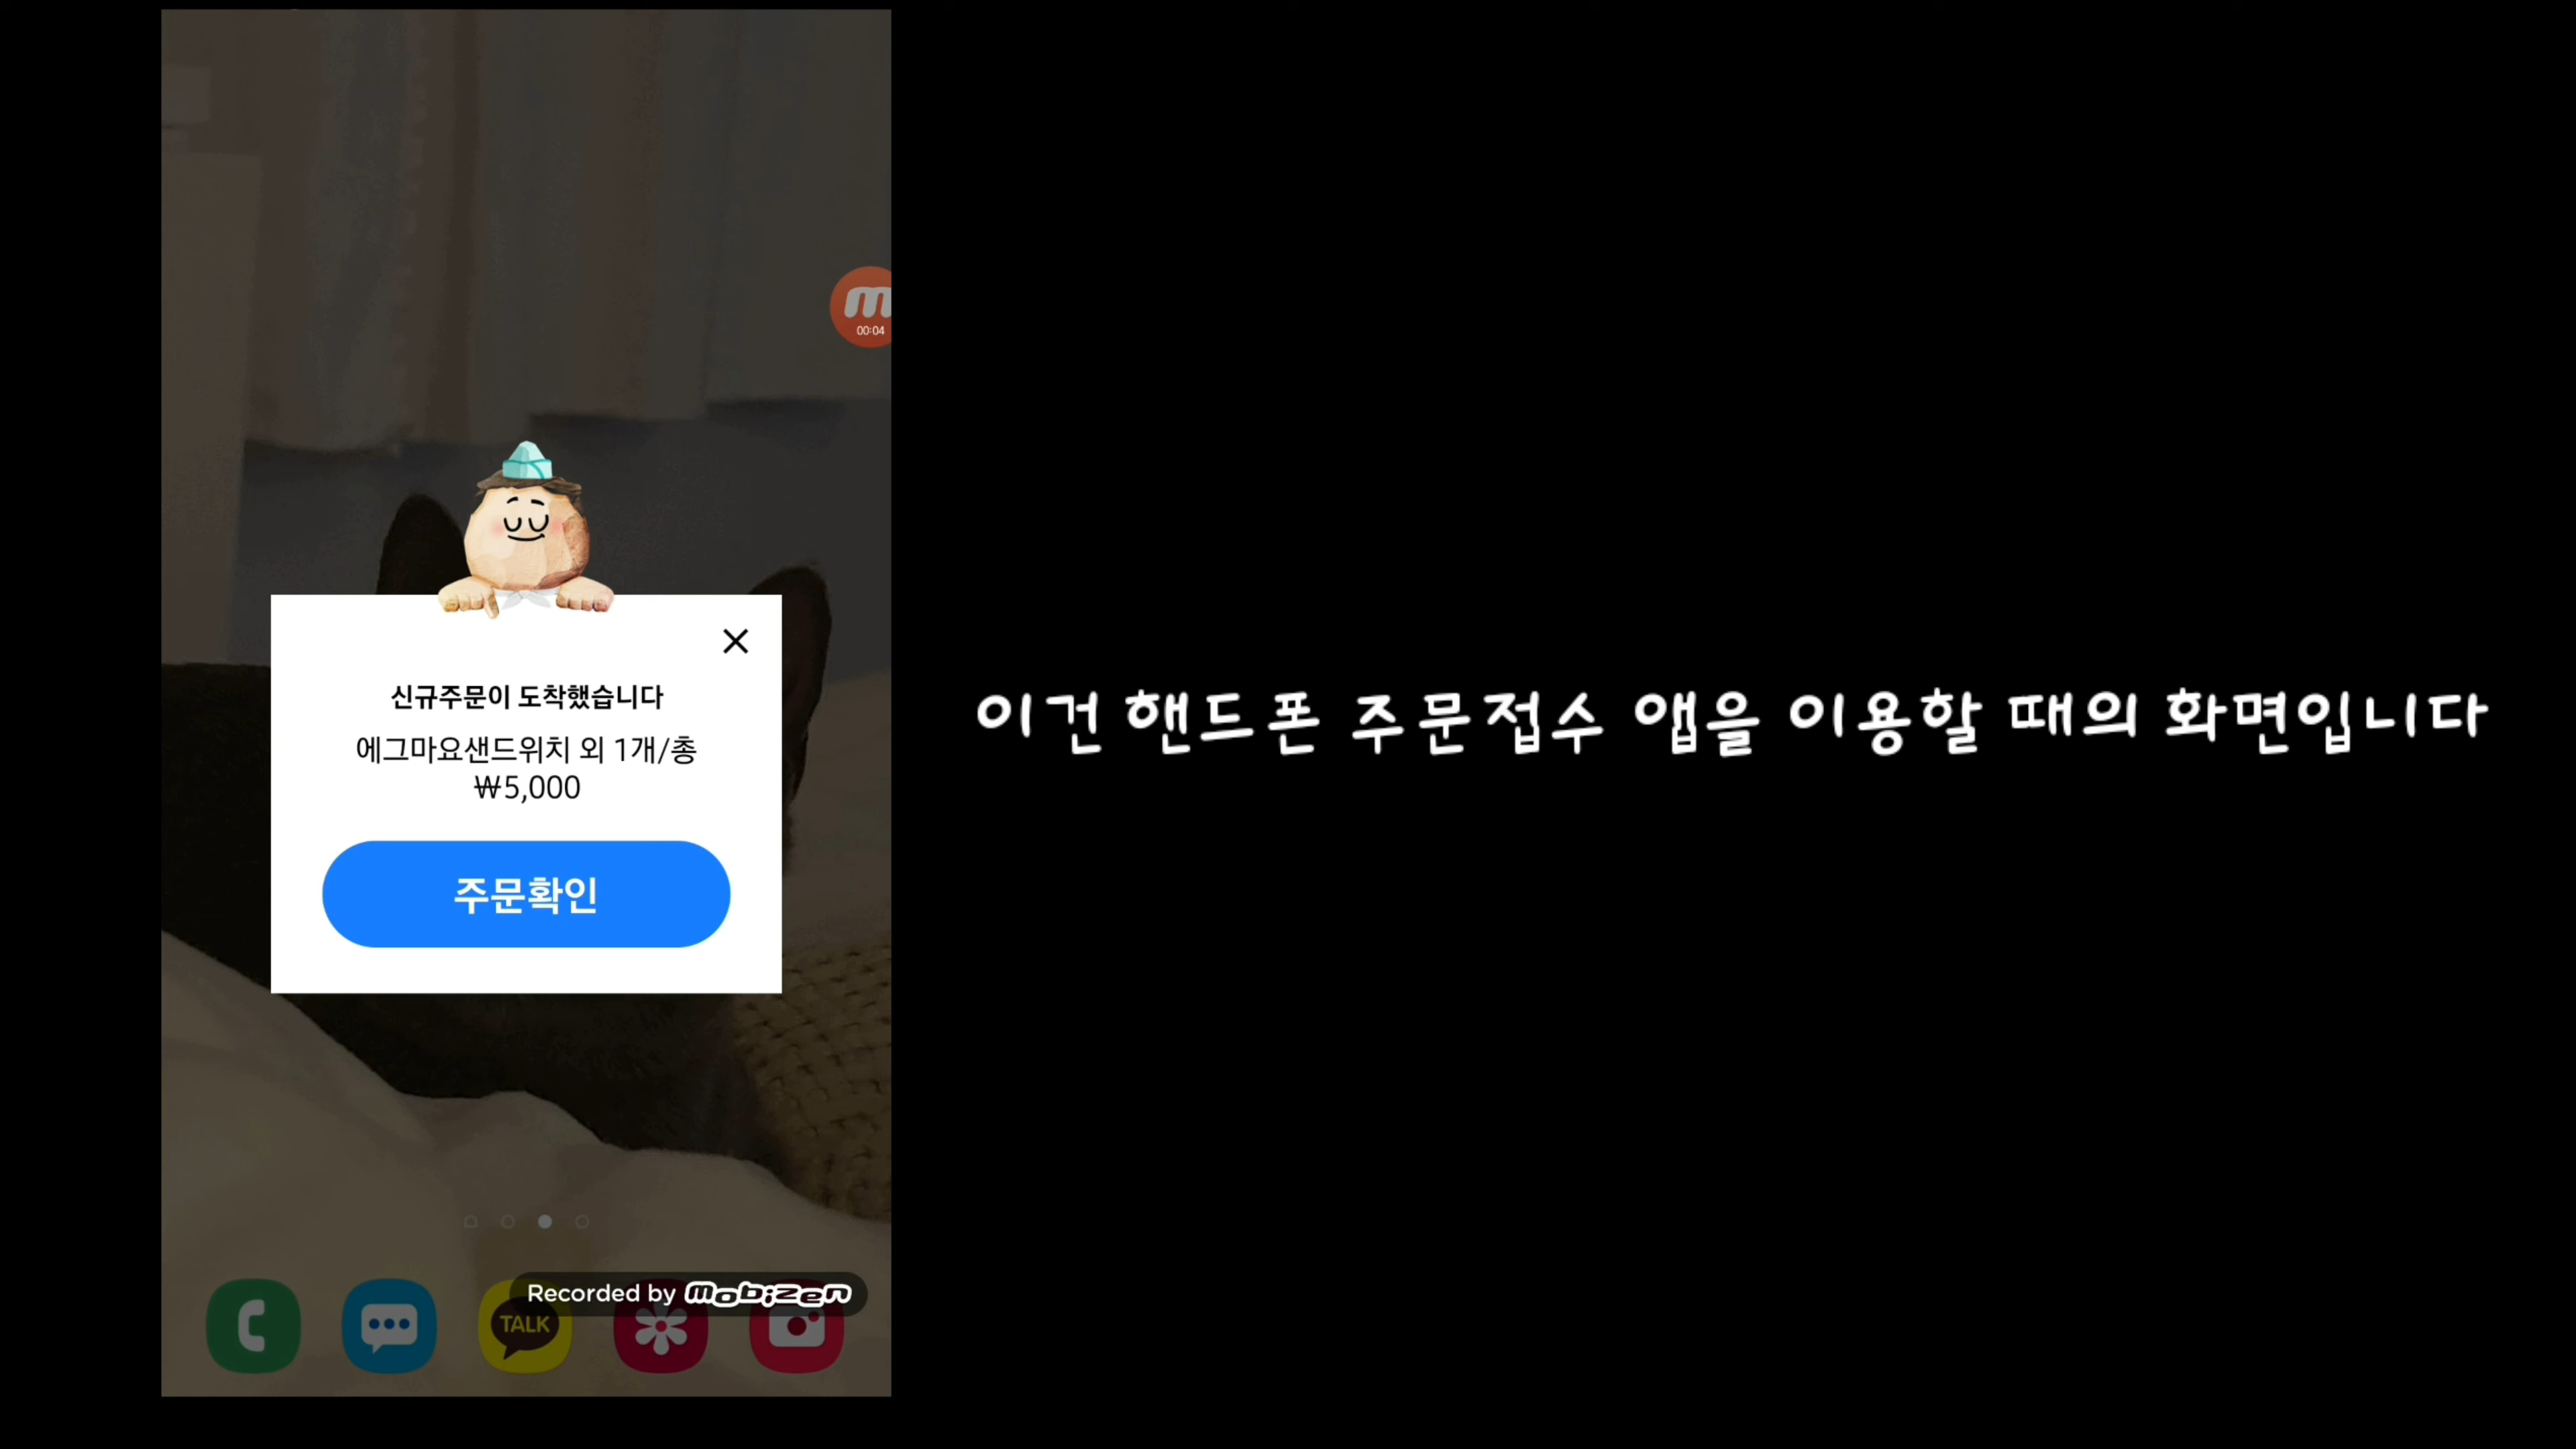 00:04
신규주문이 도착했습니다
에그마요샌드위치 외 1개/총
₩5,000
주문확인
이건 핸드폰 주문접수 앱을 이용할 때의 화면입니다
Recorded by mobizen
TALK